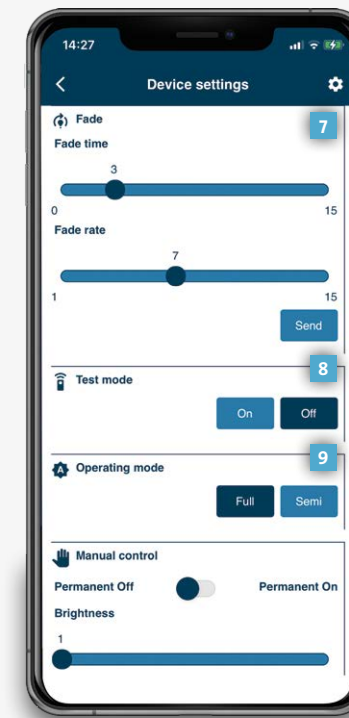 14:27
Device settings
Fade
7
Fade time
3
0 15
Fade rate
7
1 15
Send
8
Test mode
On Off
9
Operating mode
Full Semi
Manual control
Permanent Off Permanent On
Brightness
1